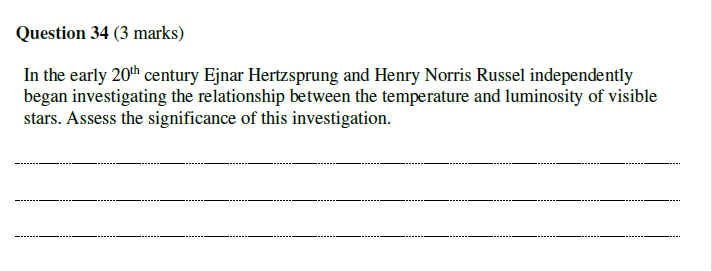 Question 34 (3 marks)
In the early 20th century Ejnar Hertzsprung and Henry Norris Russel independently
began investigating the relationship between the temperature and luminosity of visible
stars. Assess the significance of this investigation.